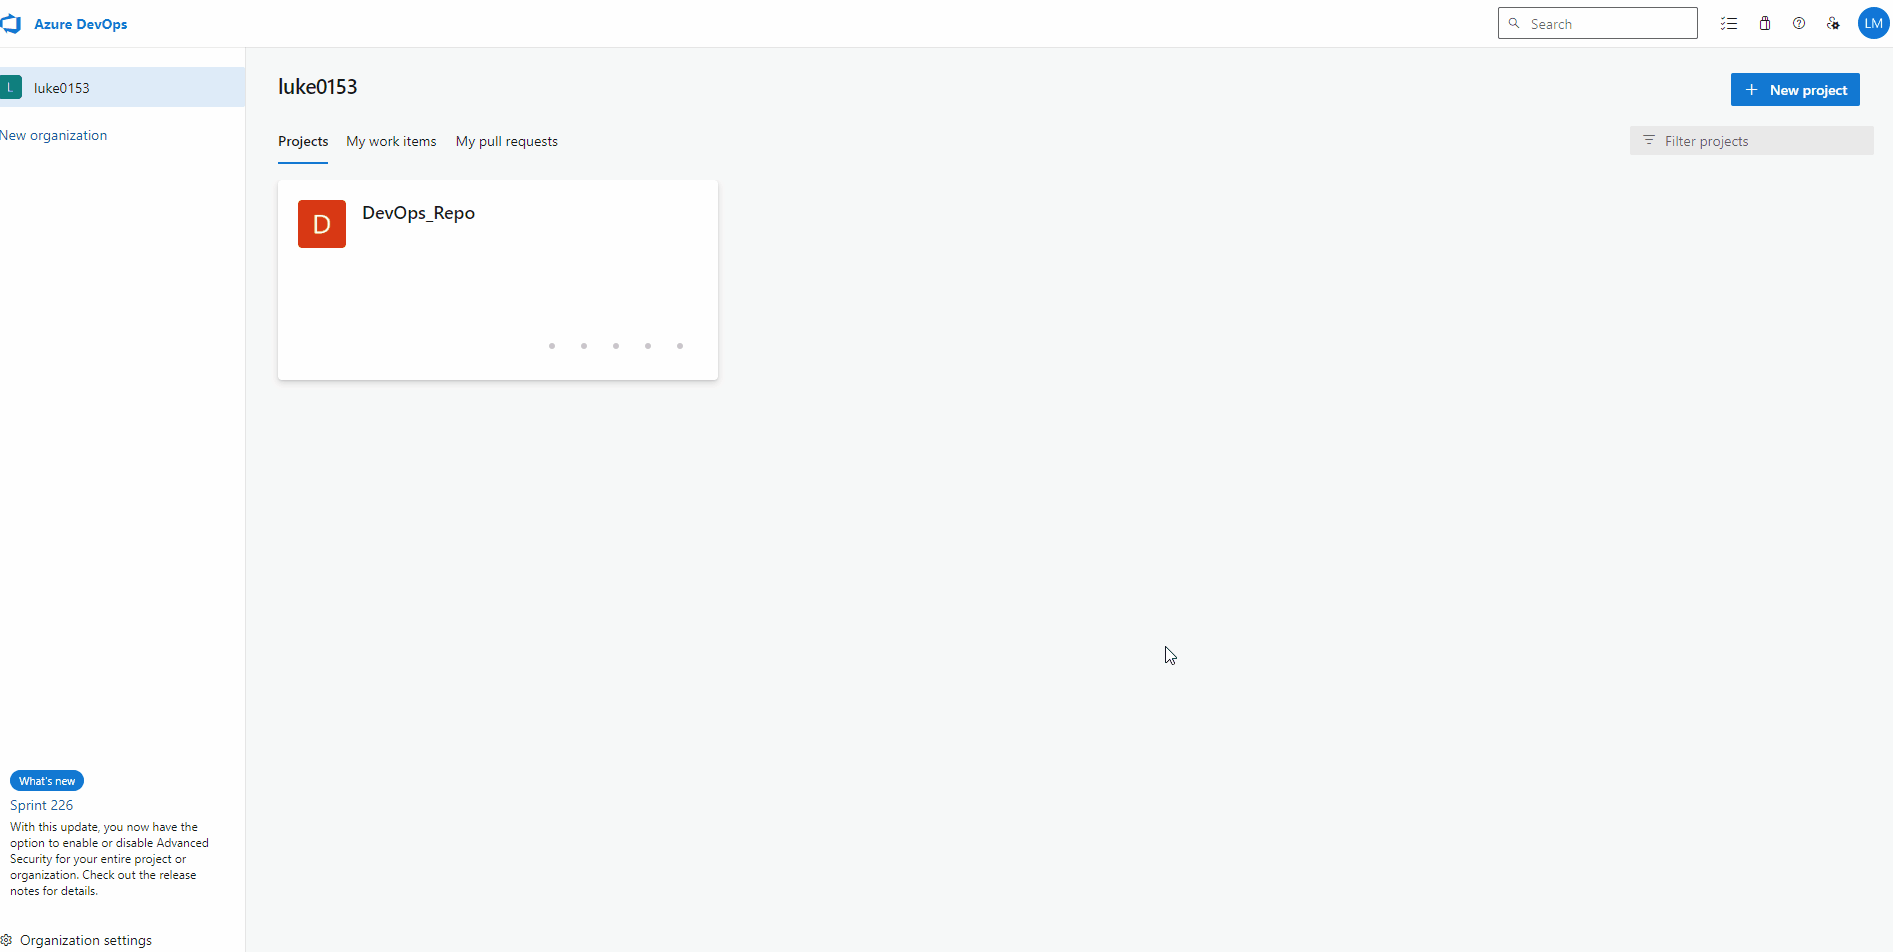 Azure DevOps
Search
LM
L
luke0153
New organization
luke0153
New project
Projects
My work items
My pull requests
Filter projects
D
DevOps_Repo
What's new
Sprint 226
With this update, you now have the
option to enable or disable Advanced
Security for your entire project or
organization. Check out the release
notes for details.
Organization settings